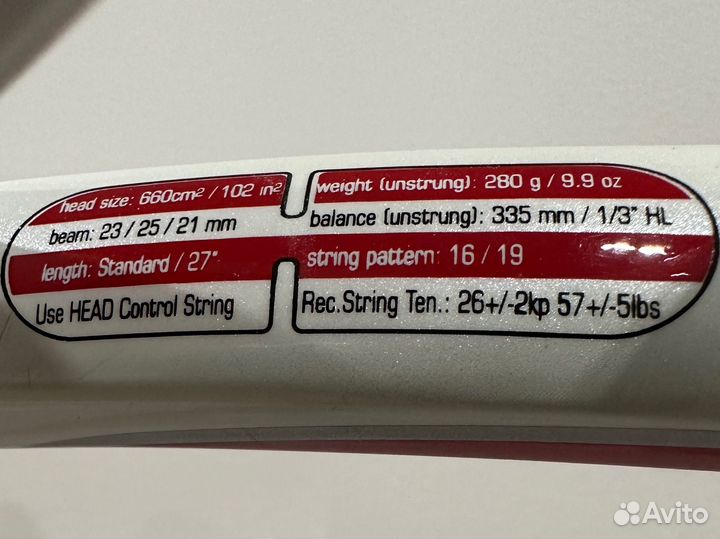 head size: 660cm² / 102 in²
beam: 23 / 25 / 21 mm
length: Standard / 27"
Use HEAD Control String
weight (unstrung): 280 g / 9.9 oz
balance (unstrung): 335 mm / 1/3" HL
string pattern: 16 / 19
Rec.String Ten.: 26+/-2kp 57+/-5lbs
Avito